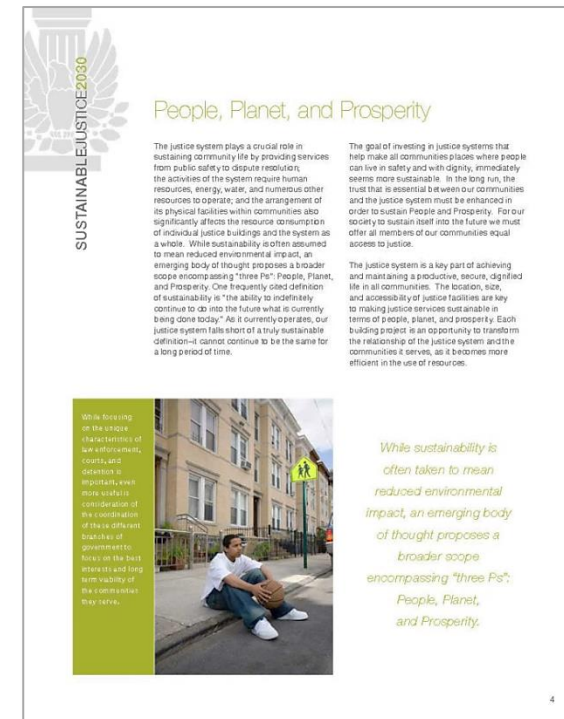 SUSTAINABLEJUSTICE2030
People, Planet, and Prosperity
The justice system plays a crucial role in
sustaining community life by providing services
from public safety to dispute resolution;
the activities of the system require human
resources, energy, water, and numerous other
resources to operate; and the arrangement of
its physical facilities within communities also
significantly affects the resource consumption
of individual justice buildings and the system as
a whole. While sustainability is often assumed
to mean reduced environmental impact, an
emerging body of thought proposes a broader
scope encompassing "three Ps": People, Planet,
and Prosperity. One frequently cited definition
of sustainability is "the ability to indefinitely
continue to do into the future what is currently
being done today." As it currently operates, our
justice system falls short of a truly sustainable
definition–it cannot continue to be the same for
a long period of time.
The goal of investing in justice systems that
help make all communities places where people
can live in safety and with dignity, immediately
seems more sustainable. In the long run, the
trust that is essential between our communities
and the justice system must be enhanced in
order to sustain People and Prosperity. For our
society to sustain itself into the future we must
offer all members of our communities equal
access to justice.
The justice system is a key part of achieving
and maintaining a productive, secure, dignified
life in all communities. The location, size,
and accessibility of justice facilities are key
to making justice services sustainable in
terms of people, planet, and prosperity. Each
building project is an opportunity to transform
the relationship of the justice system and the
communities it serves, as it becomes more
efficient in the use of resources.
While focusing
on the unique
characteristics of
law enforcement,
courts, and
detention is
important, even
more useful is
consideration of
the coordination
of these different
branches of
government to
focus on the best
interests and long
term viability of
the communities
they serve.
While sustainability is
often taken to mean
reduced environmental
impact, an emerging body
of thought proposes a
broader scope
encompassing "three Ps":
People, Planet,
and Prosperity.
4